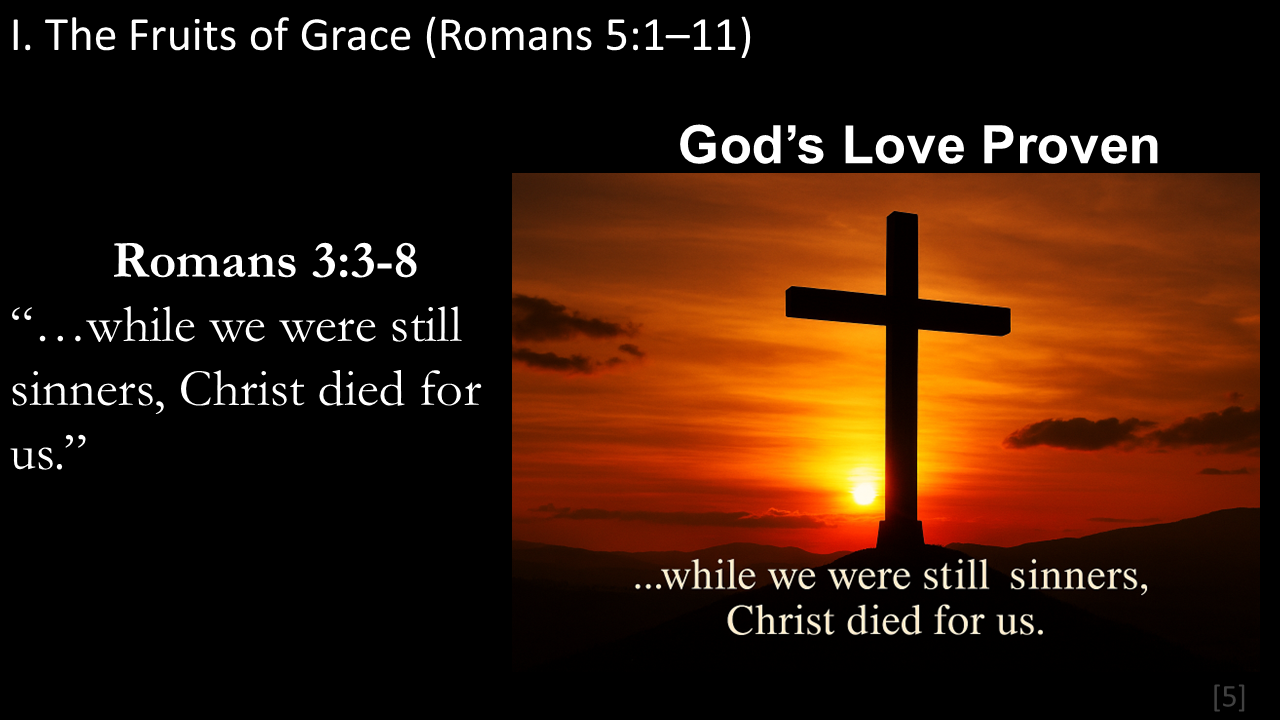 I. The Fruits of Grace (Romans 5:1–11)
God’s Love Proven
Romans 3:3-8
“…while we were still
sinners, Christ died for
us.”
...while we were still sinners,
Christ died for us.
[5]